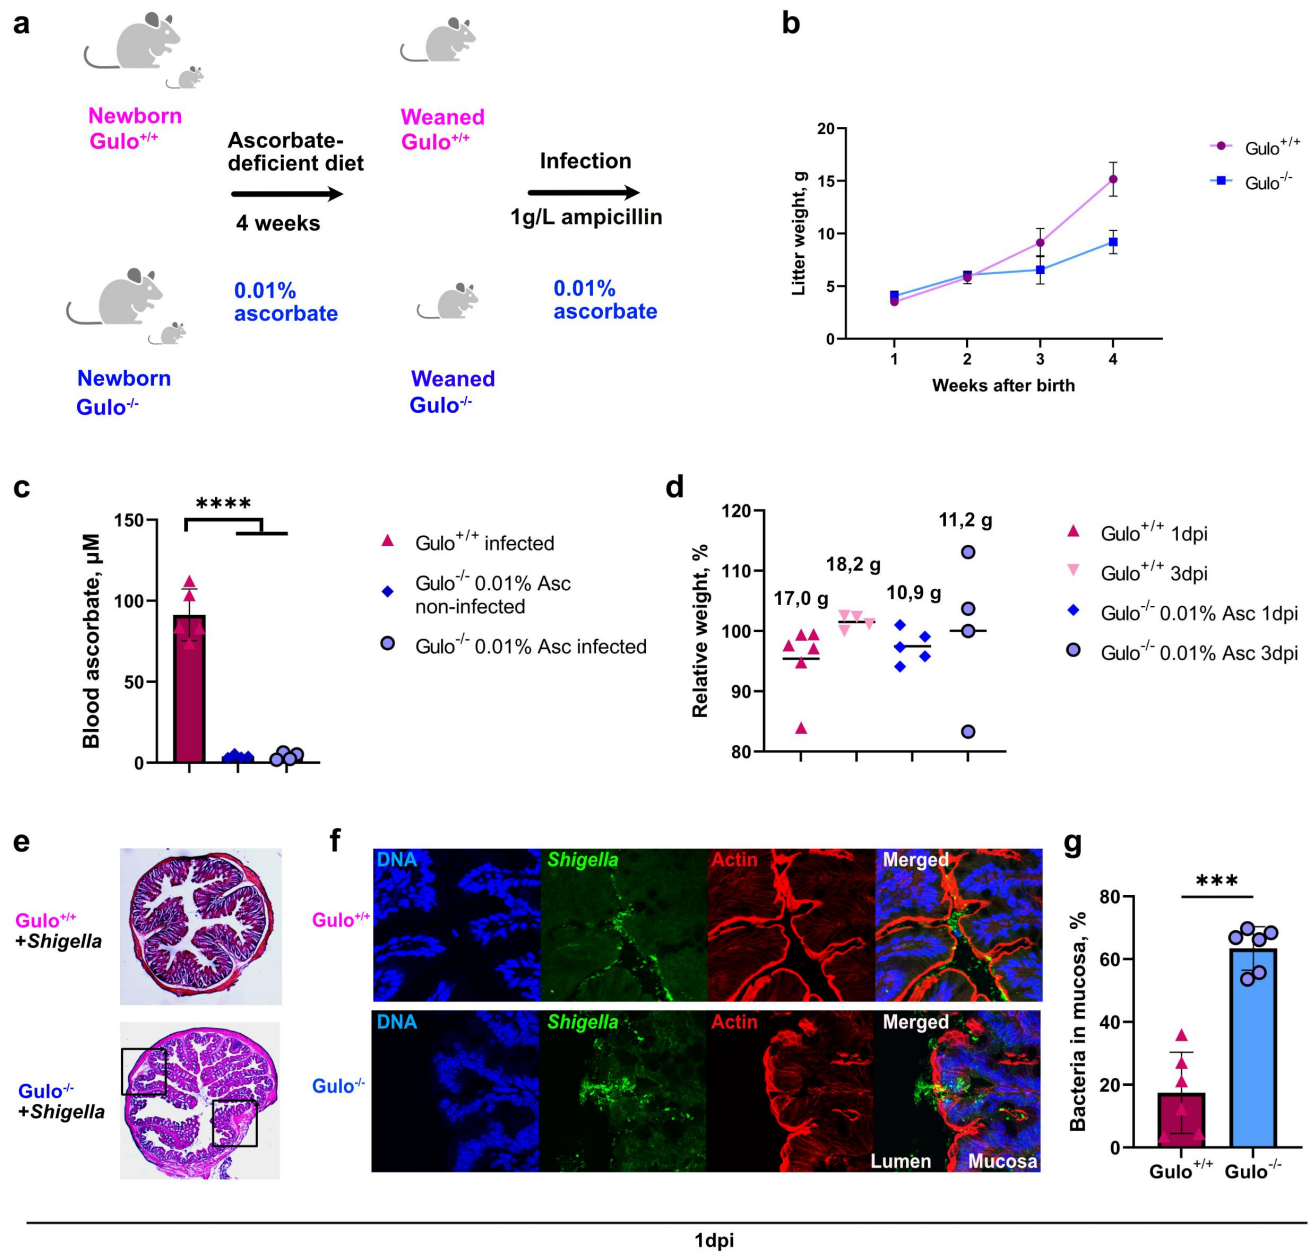 a
Newborn
Gulo+/+
Ascorbate-
deficient diet
4 weeks
0.01%
ascorbate
Newborn
Gulo-/-
Weaned
Gulo+/+
Infection
1g/L ampicillin
0.01%
ascorbate
Weaned
Gulo-/-
b
Litter weight, g
20
15
10
5
0
1 2 3 4
Weeks after birth
Gulo+/+
Gulo-/-
c
Blood ascorbate, µM
150
100
50
0
****
Gulo+/+ infected
Gulo-/- 0.01% Asc
non-infected
Gulo-/- 0.01% Asc infected
d
Relative weight, %
120
110
100
90
80
17,0 g
18,2 g
10,9 g
11,2 g
Gulo+/+ 1dpi
Gulo+/+ 3dpi
Gulo-/- 0.01% Asc 1dpi
Gulo-/- 0.01% Asc 3dpi
e
Gulo+/+
+Shigella
Gulo-/-
+Shigella
f
Gulo+/+
DNA Shigella Actin Merged
Gulo-/-
DNA Shigella Actin Merged
Lumen Mucosa
g
Bacteria in mucosa, %
80
60
40
20
0
***
Gulo+/+ Gulo-/-
1dpi